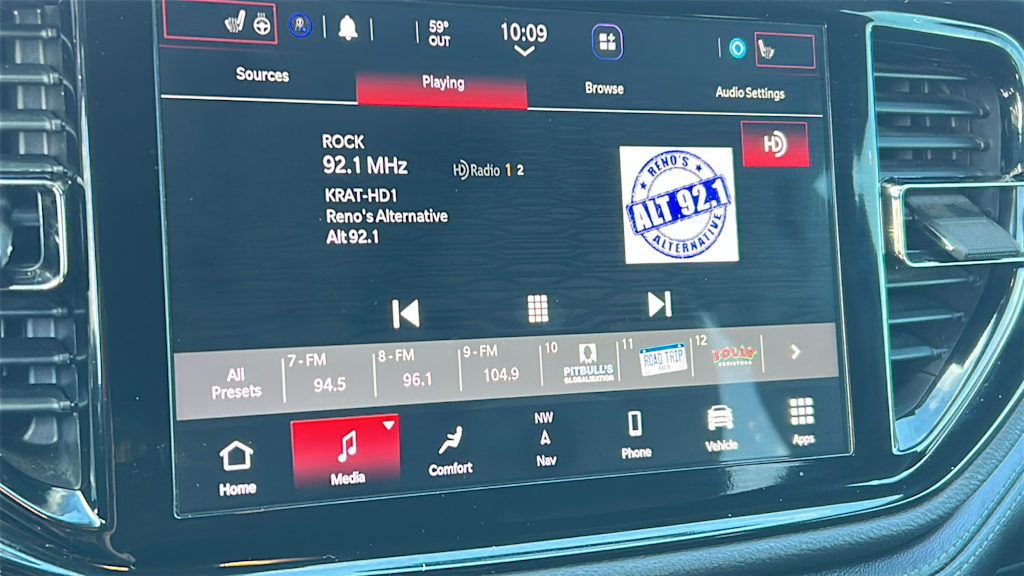 59°
OUT
10:09
Sources
Playing
Browse
Audio Settings
ROCK
92.1 MHz
HD Radio 1 2
KRAT-HD1
Reno's Alternative
Alt 92.1
HD
RENO'S
ALT 92.1
ALTERNATIVE
All
Presets
7-FM
94.5
8-FM
96.1
9-FM
104.9
10
PITBULL'S
GLOBALIZATION
11
ROAD TRIP
12
JOLLY
CHRISTMAS
Home
Media
Comfort
NW
Nav
Phone
Vehicle
Apps